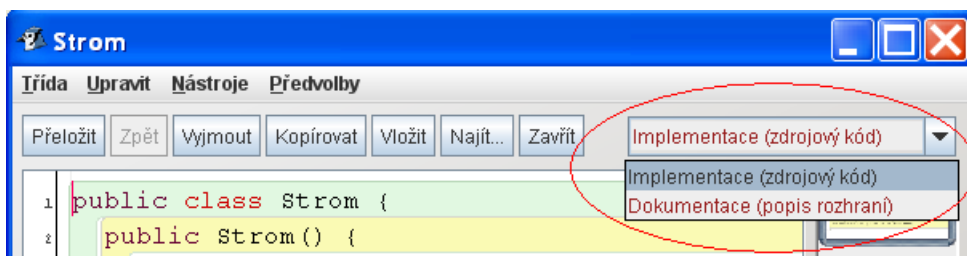 Strom
Třída Upravit Nástroje Předvolby
Přeložit Zpět Vyjmout Kopírovat Vložit Najít... Zavřít Implementace (zdrojový kód)
Implementace (zdrojový kód)
Dokumentace (popis rozhraní)
1 public class Strom {
2 public Strom() {